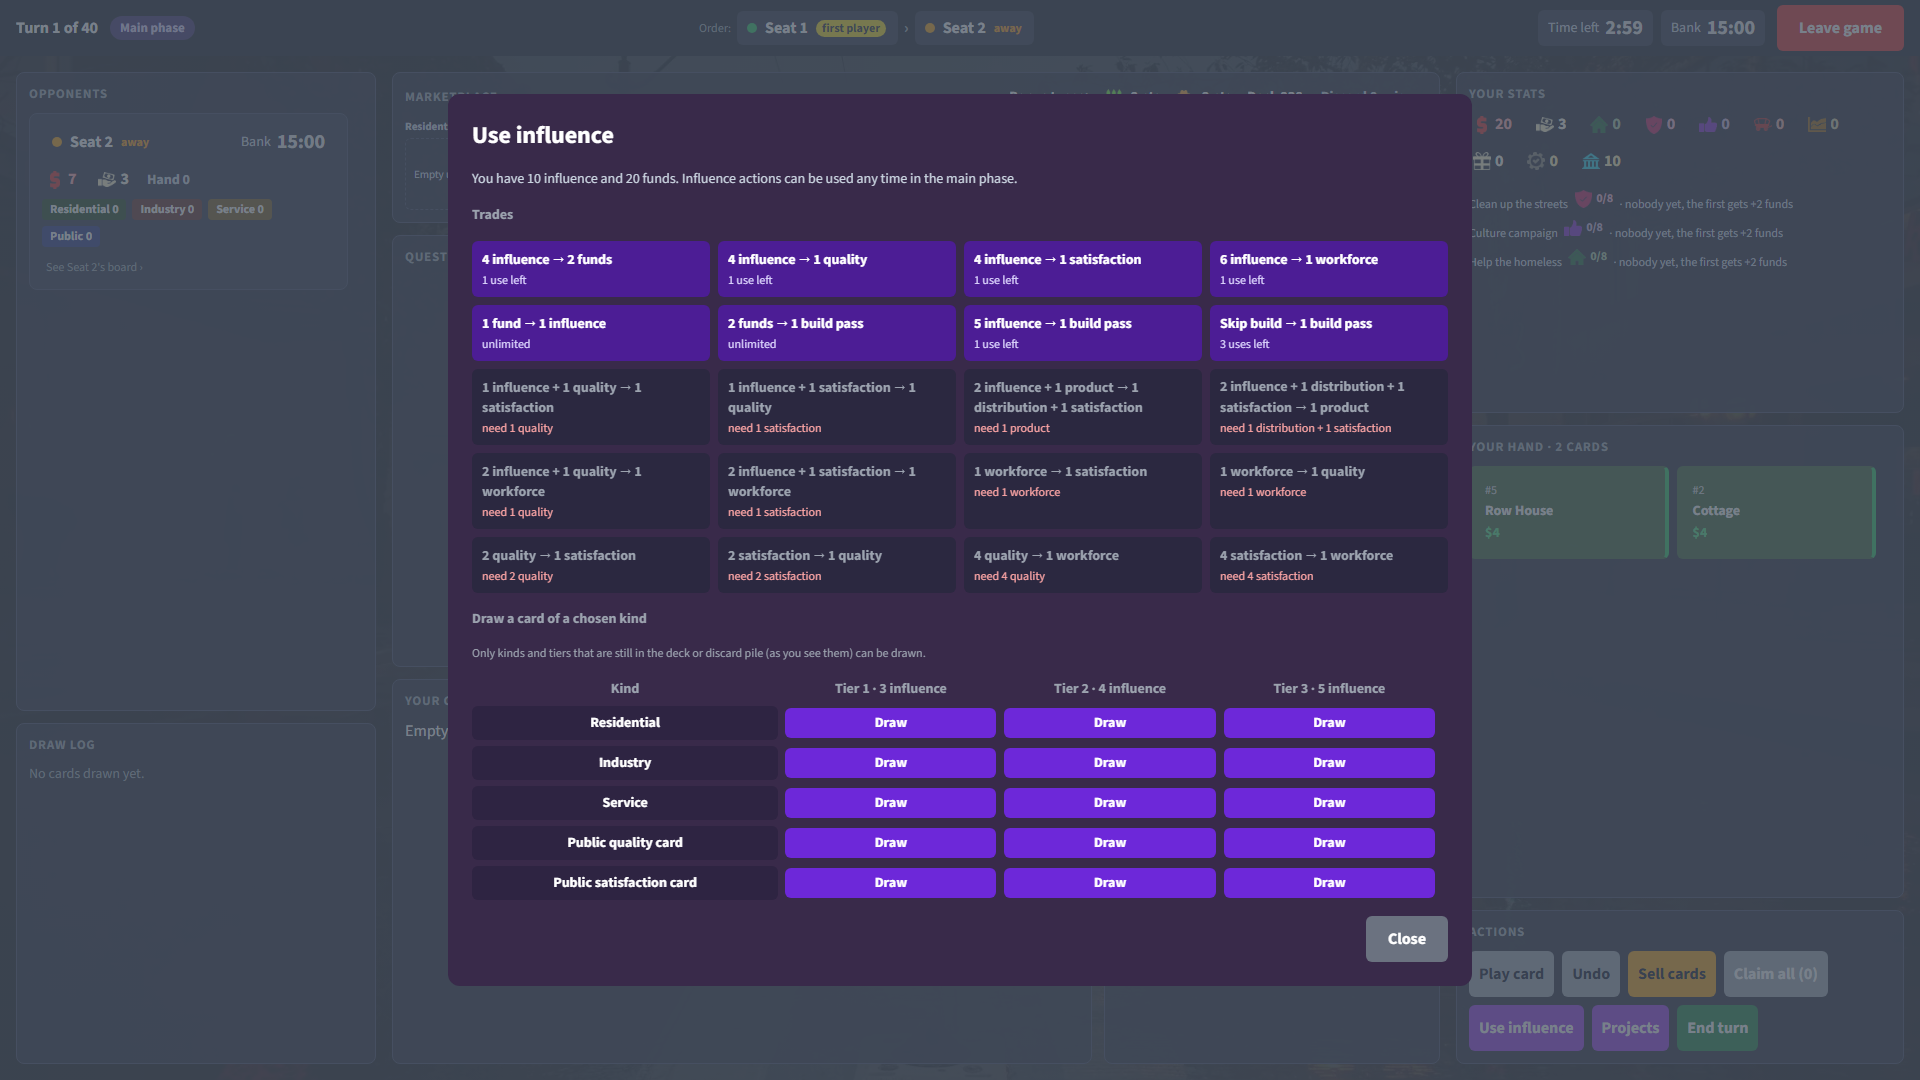 Turn 1 of 40 Main phase
Order: Seat 1 first player › Seat 2 away
Time left 2:59 Bank 15:00 Leave game
OPPONENTS
Seat 2 away Bank 15:00
7 3 Hand 0
Residential 0 Industry 0 Service 0
Public 0
See Seat 2's board ›
DRAW LOG
No cards drawn yet.
Use influence
You have 10 influence and 20 funds. Influence actions can be used any time in the main phase.
Trades
4 influence → 2 funds
1 use left
4 influence → 1 quality
1 use left
4 influence → 1 satisfaction
1 use left
6 influence → 1 workforce
1 use left
1 fund → 1 influence
unlimited
2 funds → 1 build pass
unlimited
5 influence → 1 build pass
1 use left
Skip build → 1 build pass
3 uses left
1 influence + 1 quality → 1
satisfaction
need 1 quality
1 influence + 1 satisfaction → 1
quality
need 1 satisfaction
2 influence + 1 product → 1
distribution + 1 satisfaction
need 1 product
2 influence + 1 distribution + 1
satisfaction → 1 product
need 1 distribution + 1 satisfaction
2 influence + 1 quality → 1
workforce
need 1 quality
2 influence + 1 satisfaction → 1
workforce
need 1 satisfaction
1 workforce → 1 satisfaction
need 1 workforce
1 workforce → 1 quality
need 1 workforce
2 quality → 1 satisfaction
need 2 quality
2 satisfaction → 1 quality
need 2 satisfaction
4 quality → 1 workforce
need 4 quality
4 satisfaction → 1 workforce
need 4 satisfaction
Draw a card of a chosen kind
Only kinds and tiers that are still in the deck or discard pile (as you see them) can be drawn.
Kind Tier 1 · 3 influence Tier 2 · 4 influence Tier 3 · 5 influence
Residential Draw Draw Draw
Industry Draw Draw Draw
Service Draw Draw Draw
Public quality card Draw Draw Draw
Public satisfaction card Draw Draw Draw
Close
YOUR STATS
20 3 0 0 0 0 0
0 0 10
Clean up the streets 0/8 · nobody yet, the first gets +2 funds
Culture campaign 0/8 · nobody yet, the first gets +2 funds
Help the homeless 0/8 · nobody yet, the first gets +2 funds
YOUR HAND · 2 CARDS
#5
Row House
$4
#2
Cottage
$4
ACTIONS
Play card Undo Sell cards Claim all (0)
Use influence Projects End turn
Empty